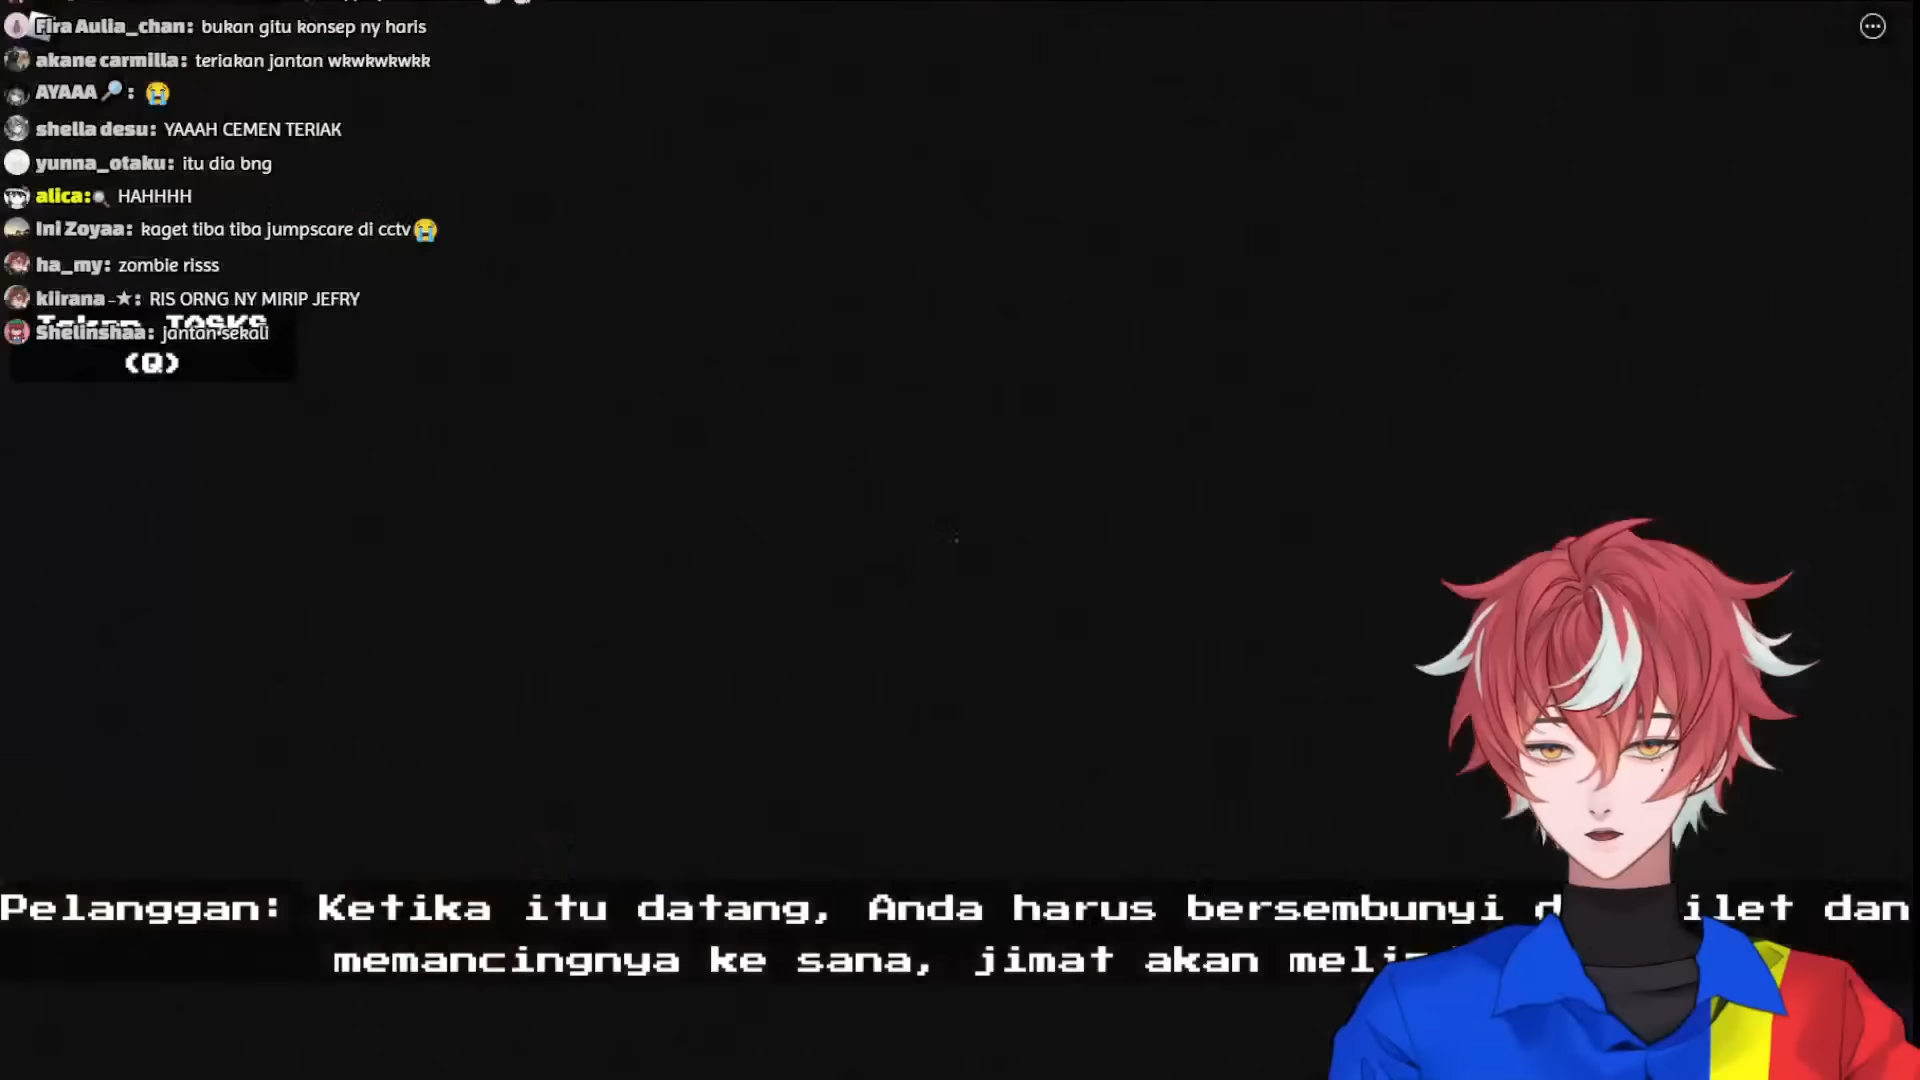 Fira Aulia_chan: bukan gitu konsep ny haris
akane carmilla: teriakan jantan wkwkwkwkk
AYAAA🔎: 😭
shella desu: YAAAH CEMEN TERIAK
yunna_otaku: itu dia bng
alica:🔍 HAHHHH
Ini Zoyaa: kaget tiba tiba jumpscare di cctv😭
ha_my: zombie risss
kiirana -★: RIS ORNG NY MIRIP JEFRY
Shelinshaa: jantan sekali
TASKS
(Q)
Pelanggan: Ketika itu datang, Anda harus bersembunyi dan
memancingnya ke sana, jimat akan